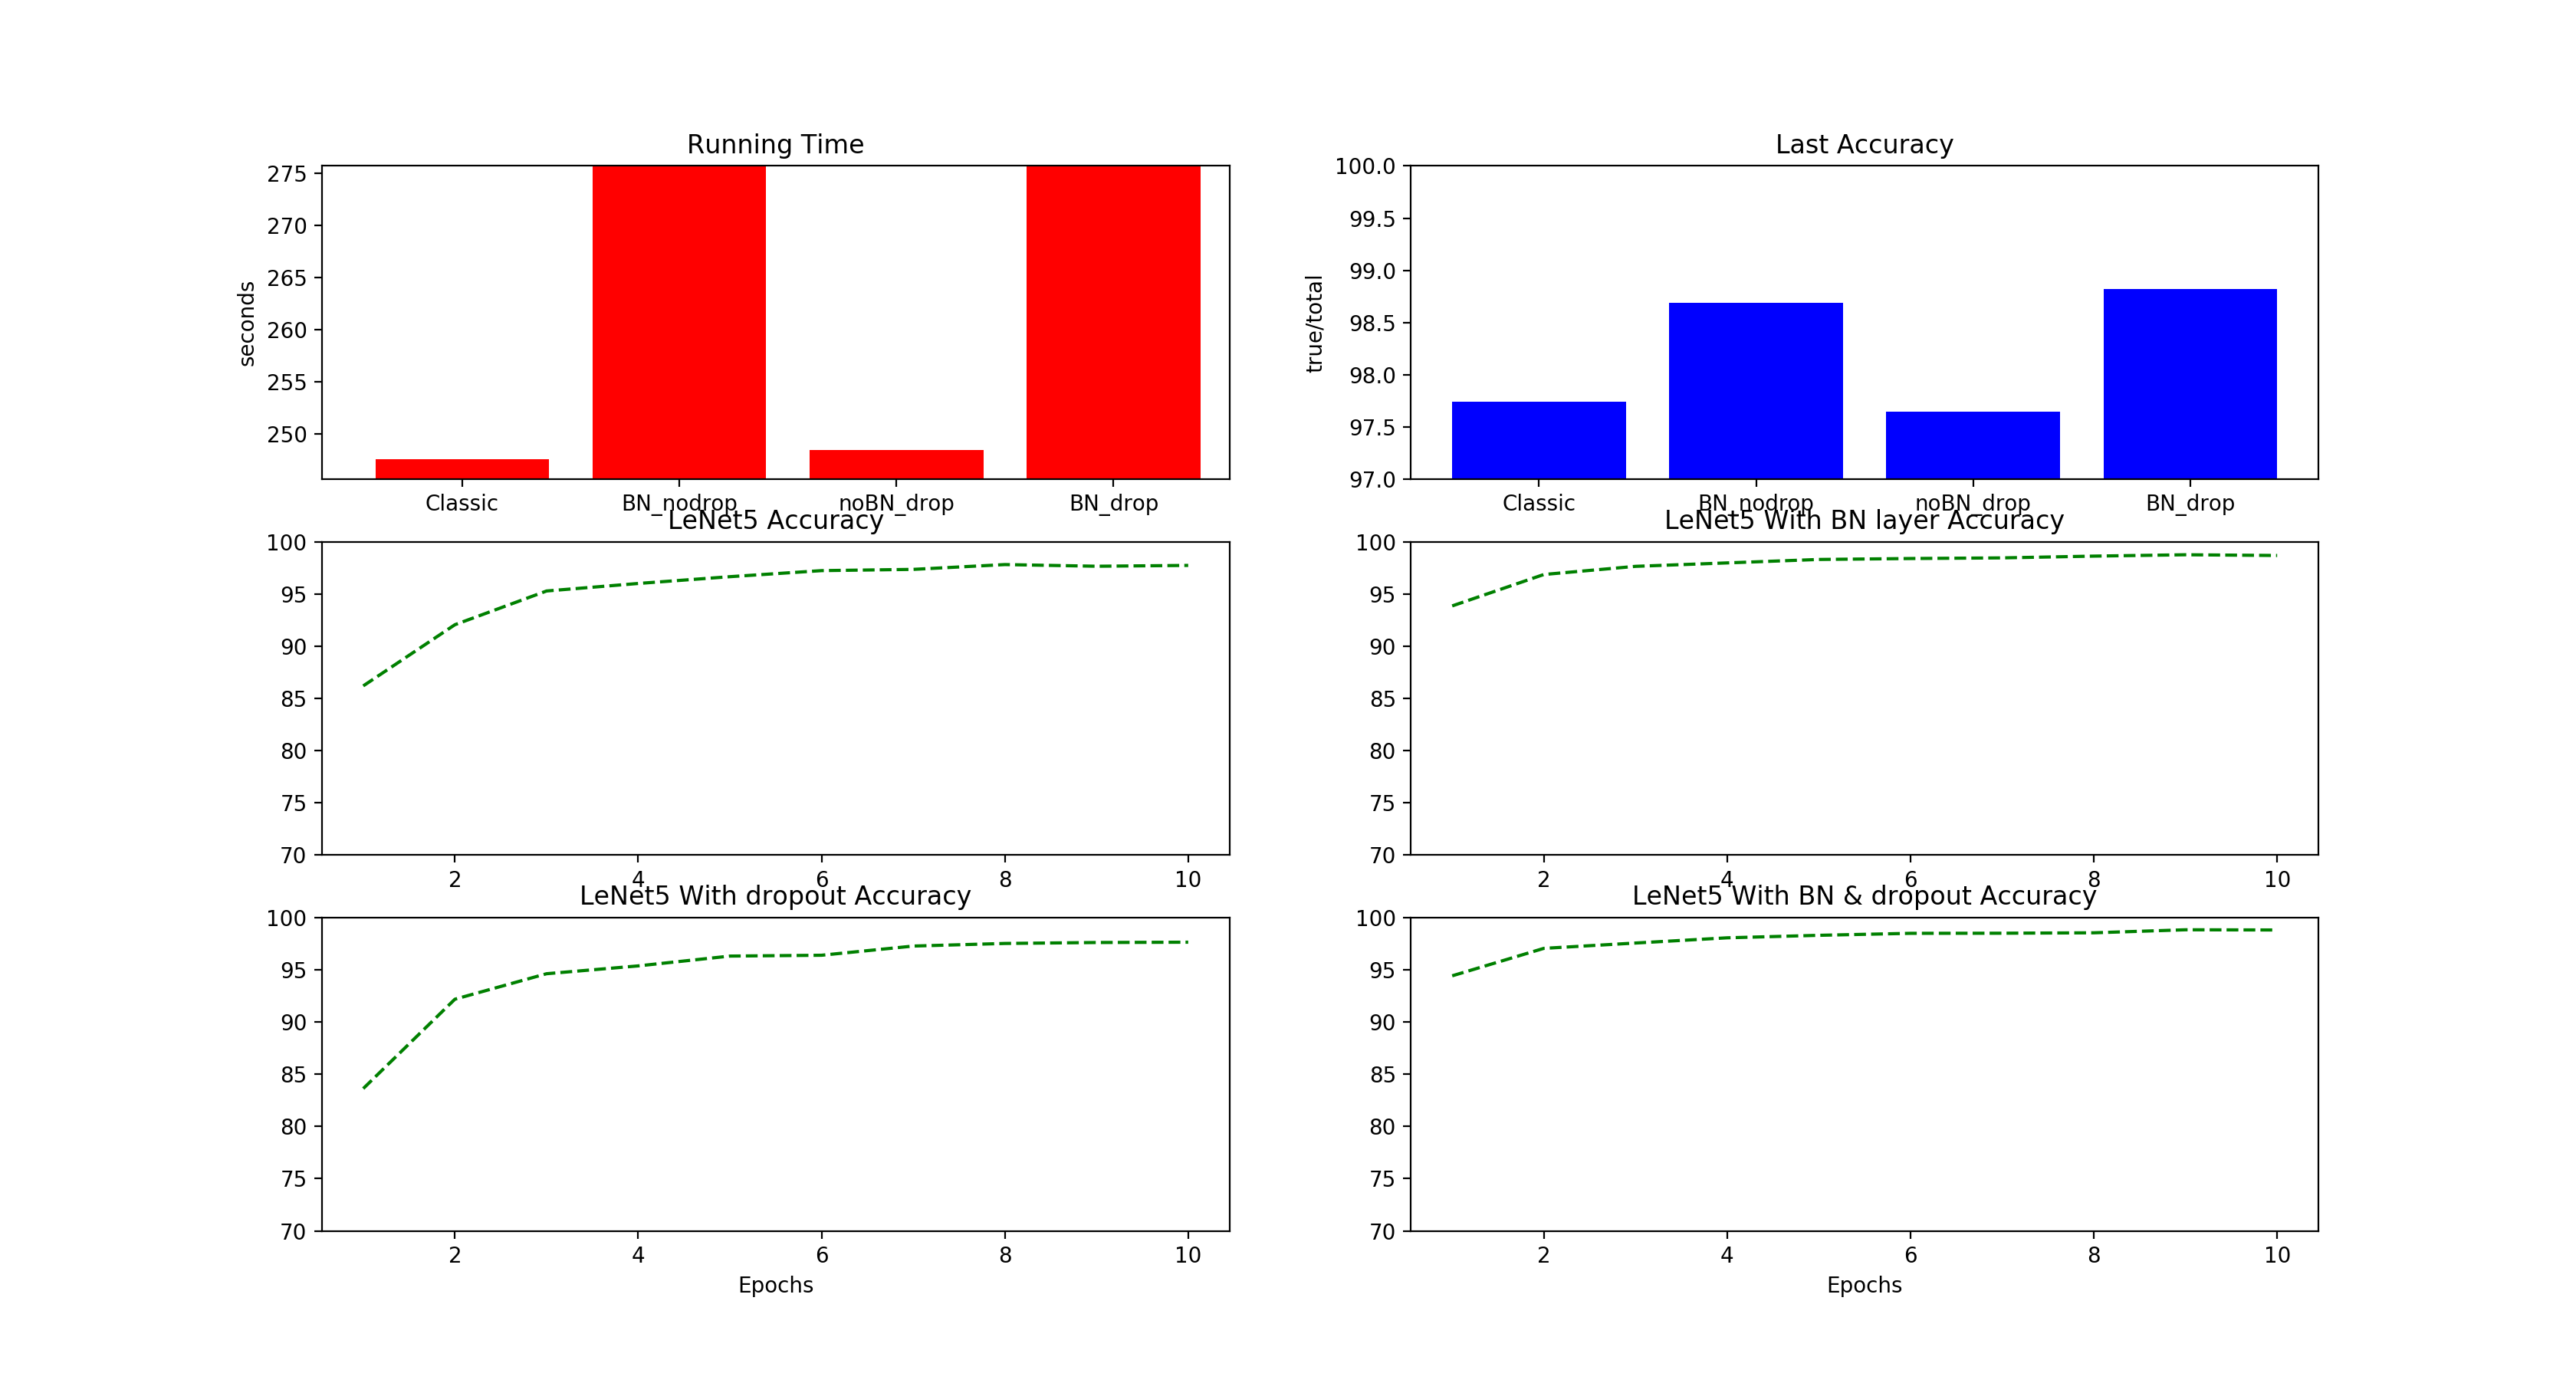 Running Time
275
270
265
260
255
250
seconds
Classic BN_nodrop noBN_drop BN_drop
Last Accuracy
100.0
99.5
99.0
98.5
98.0
97.5
97.0
true/total
Classic BN_nodrop noBN_drop BN_drop
LeNet5 Accuracy
100
95
90
85
80
75
70
2 4 6 8 10
LeNet5 With BN layer Accuracy
100
95
90
85
80
75
70
2 4 6 8 10
LeNet5 With dropout Accuracy
100
95
90
85
80
75
70
2 4 6 8 10
Epochs
LeNet5 With BN & dropout Accuracy
100
95
90
85
80
75
70
2 4 6 8 10
Epochs